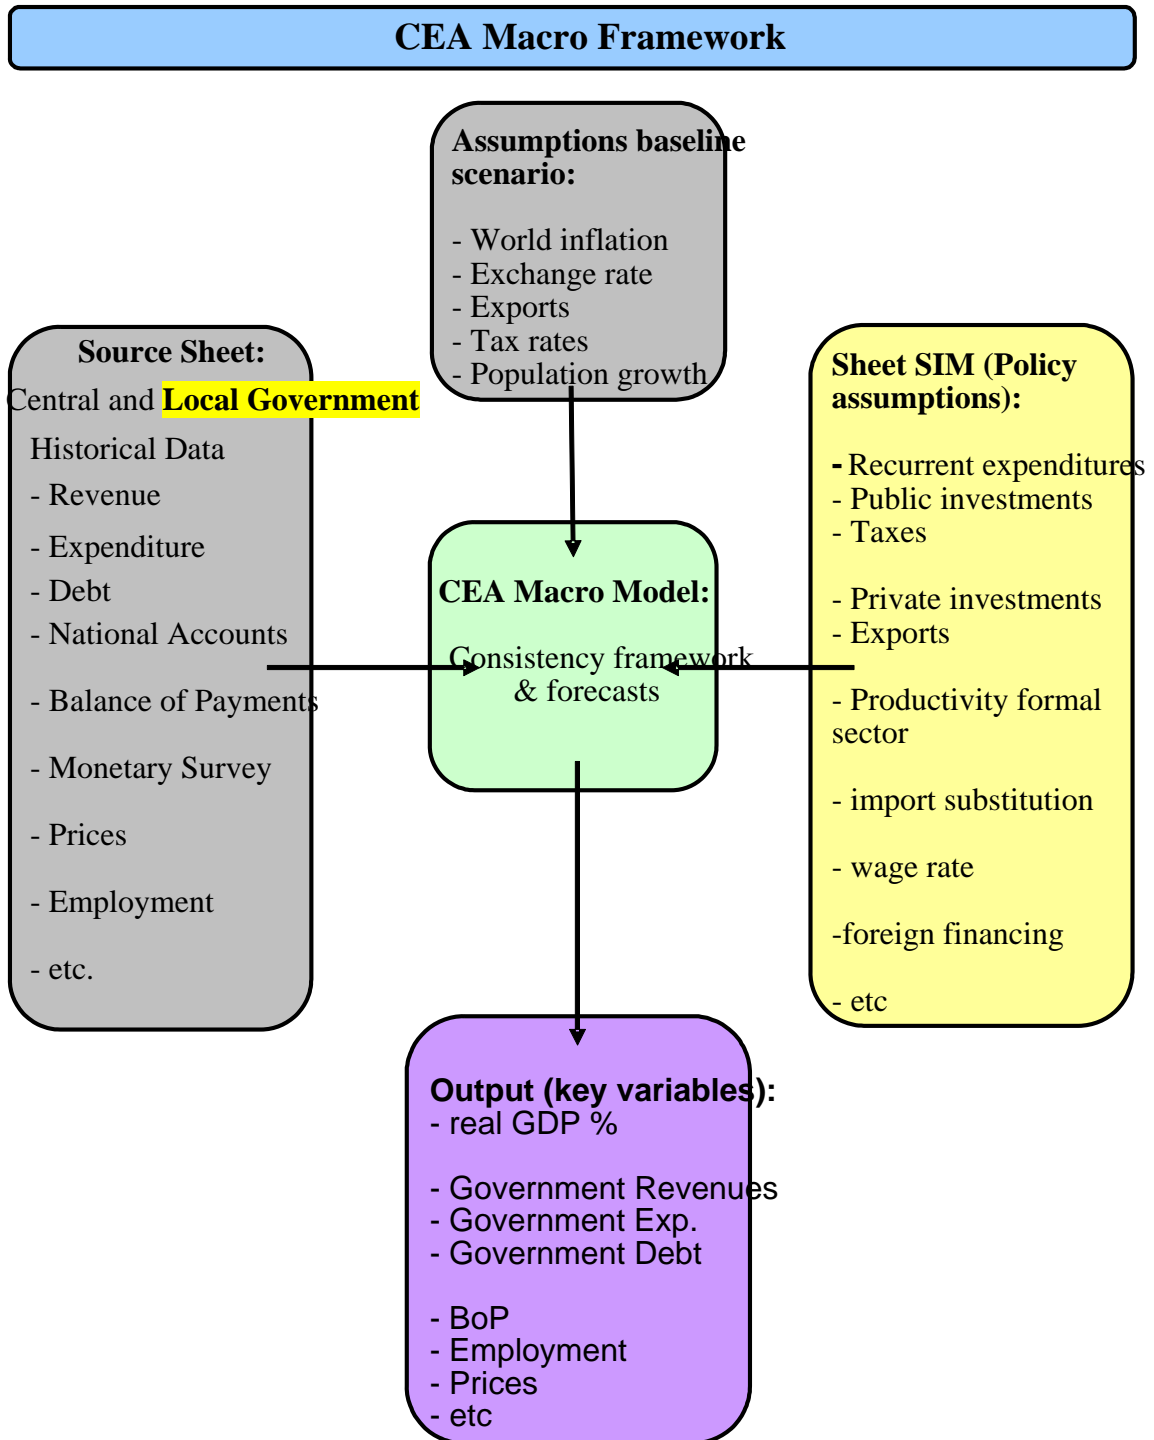 CEA Macro Framework
Assumptions baseline
scenario:
- World inflation
- Exchange rate
- Exports
- Tax rates
- Population growth
Source Sheet:
Central and Local Government
Historical Data
- Revenue
- Expenditure
- Debt
- National Accounts
- Balance of Payments
- Monetary Survey
- Prices
- Employment
- etc.
CEA Macro Model:
Consistency framework
& forecasts
Sheet SIM (Policy
assumptions):
- Recurrent expenditures
- Public investments
- Taxes
- Private investments
- Exports
- Productivity formal
sector
- import substitution
- wage rate
-foreign financing
- etc
Output (key variables):
- real GDP %
- Government Revenues
- Government Exp.
- Government Debt
- BoP
- Employment
- Prices
- etc